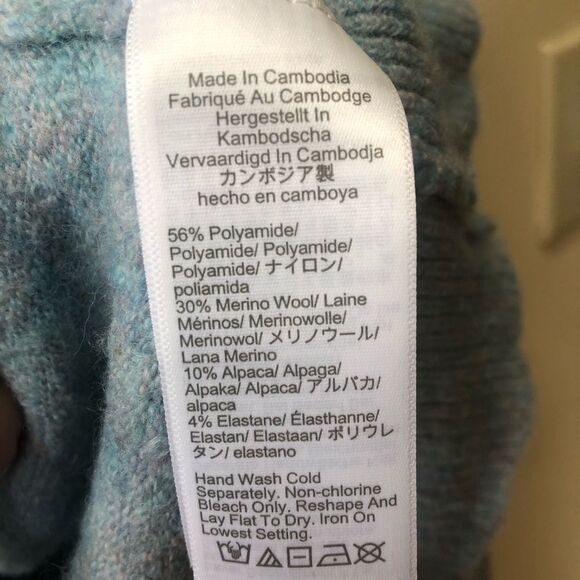 Made In Cambodia
Fabriqué Au Cambodge
Hergestellt In
Kambodscha
Vervaardigd In Cambodja
カンボジア製
hecho en camboya
56% Polyamide/
Polyamide/ Polyamide/
Polyamide/ ナイロン/
poliamida
30% Merino Wool/ Laine
Mérinos/ Merinowolle/
Merinowol/ メリノウール/
Lana Merino
10% Alpaca/ Alpaga/
Alpaka/ Alpaca/ アルパカ/
alpaca
4% Elastane/ Élasthanne/
Elastan/ Elastaan/ ポリウレ
タン/ elastano
Hand Wash Cold
Separately. Non-chlorine
Bleach Only. Reshape And
Lay Flat To Dry. Iron On
Lowest Setting.